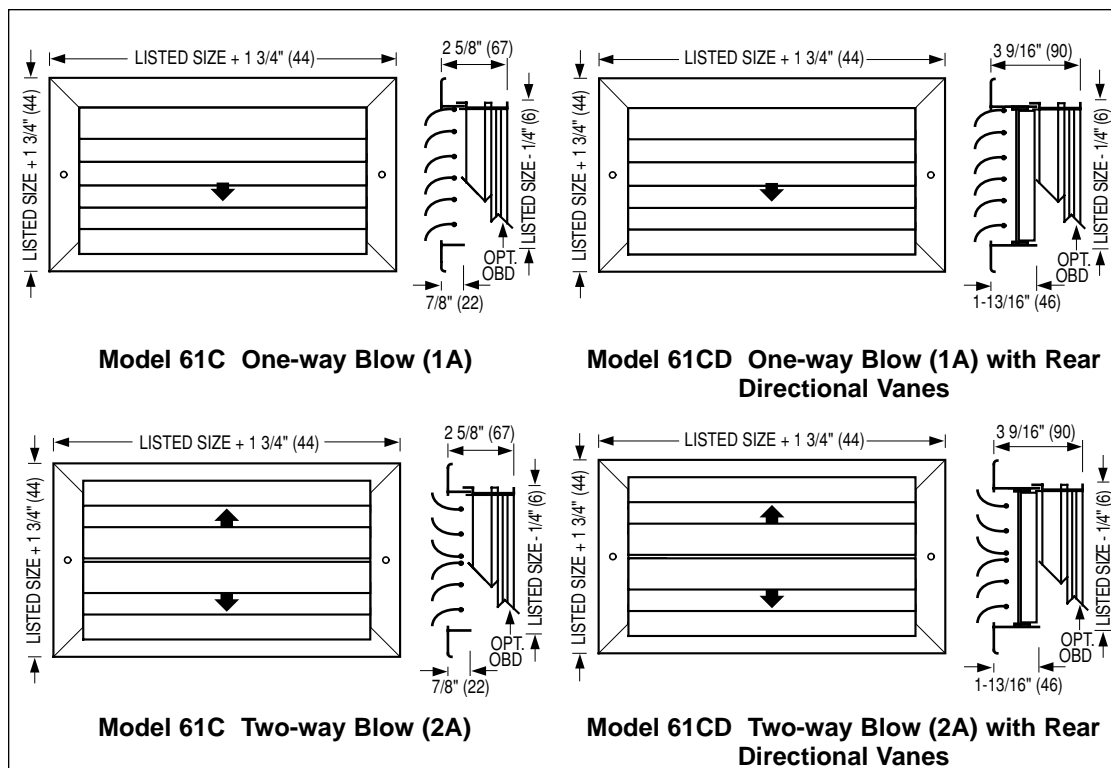 LISTED SIZE + 1 3/4" (44)
2 5/8" (67)
LISTED SIZE + 1 3/4" (44)
LISTED SIZE - 1/4" (6)
OPT.
OBD
7/8" (22)
Model 61C One-way Blow (1A)
LISTED SIZE + 1 3/4" (44)
3 9/16" (90)
LISTED SIZE + 1 3/4" (44)
LISTED SIZE - 1/4" (6)
OPT.
OBD
1-13/16" (46)
Model 61CD One-way Blow (1A) with Rear
Directional Vanes
LISTED SIZE + 1 3/4" (44)
2 5/8" (67)
LISTED SIZE + 1 3/4" (44)
LISTED SIZE - 1/4" (6)
OPT.
OBD
7/8" (22)
Model 61C Two-way Blow (2A)
LISTED SIZE + 1 3/4" (44)
3 9/16" (90)
LISTED SIZE + 1 3/4" (44)
LISTED SIZE - 1/4" (6)
OPT.
OBD
1-13/16" (46)
Model 61CD Two-way Blow (2A) with Rear
Directional Vanes